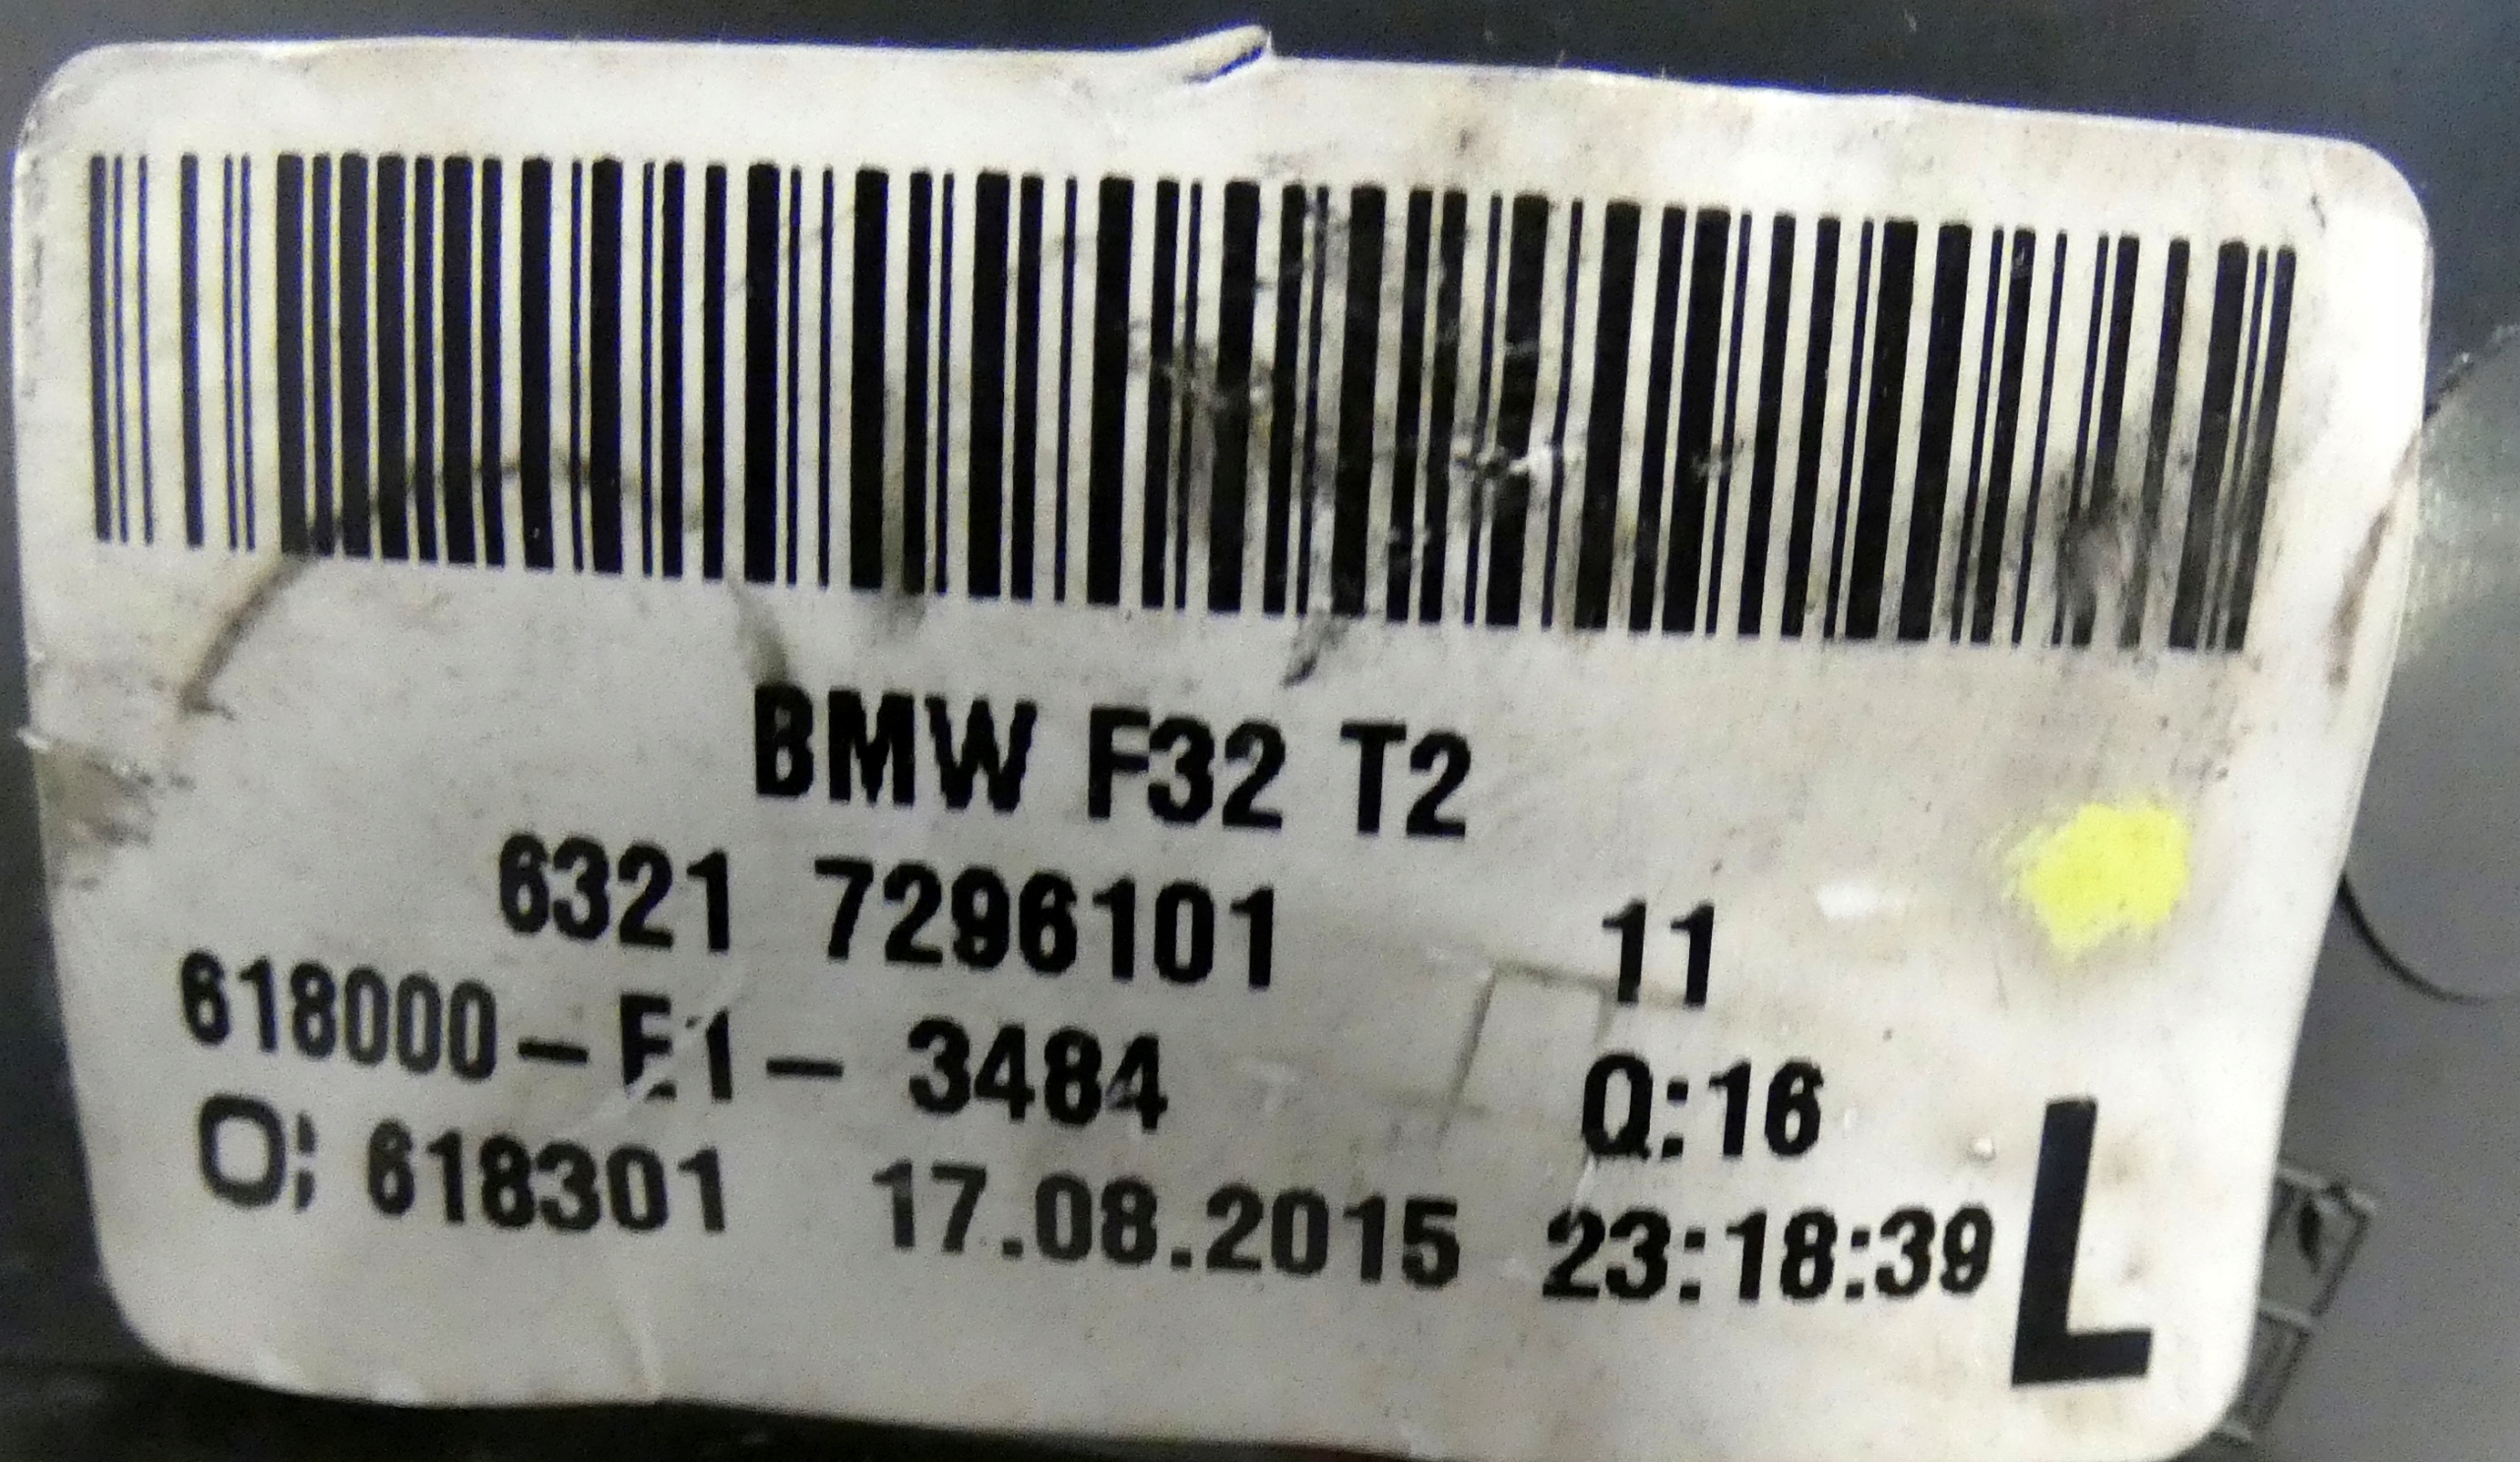 BMW F32 T2
6321 7296101 11
618000-E1- 3484 Q:16
O; 618301 17.08.2015 23:18:39 L